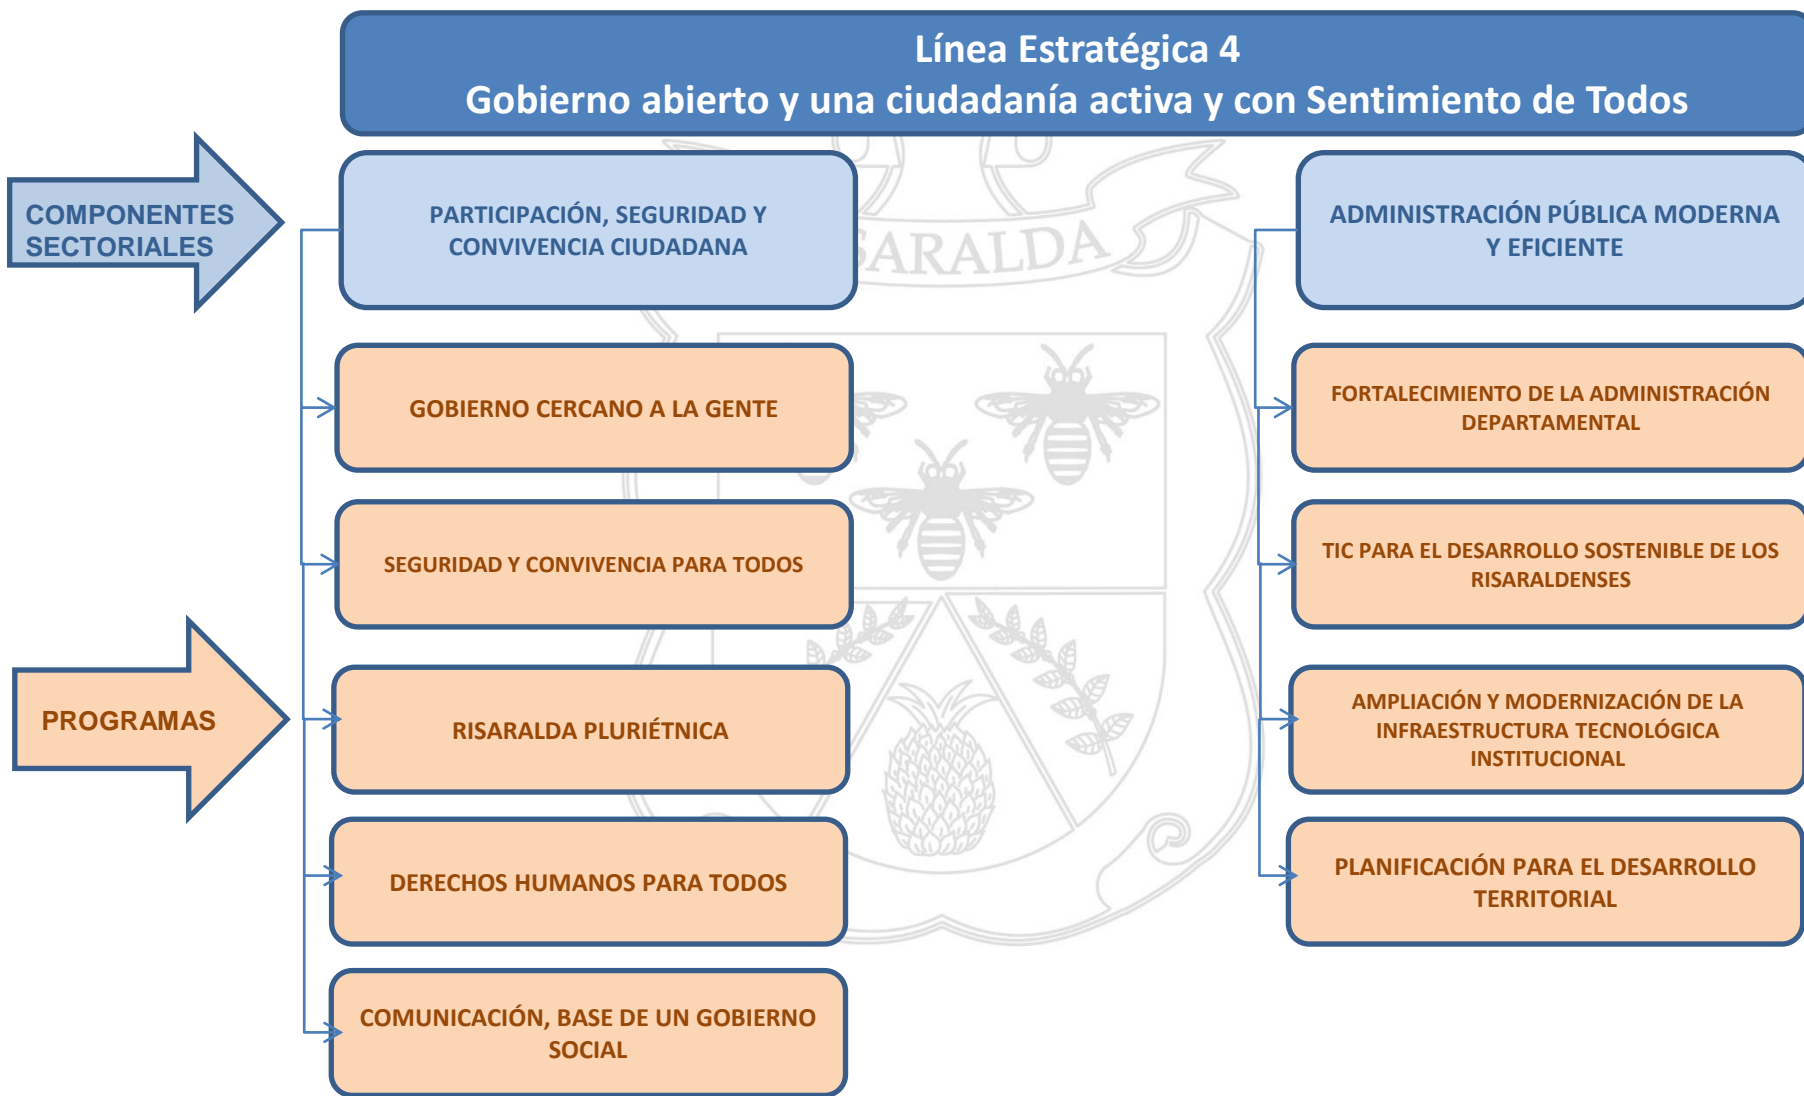 Línea Estratégica 4
Gobierno abierto y una ciudadanía activa y con Sentimiento de Todos
COMPONENTES
SECTORIALES
PARTICIPACIÓN, SEGURIDAD Y
CONVIVENCIA CIUDADANA
ADMINISTRACIÓN PÚBLICA MODERNA
Y EFICIENTE
SARALDA
GOBIERNO CERCANO A LA GENTE
FORTALECIMIENTO DE LA ADMINISTRACIÓN
DEPARTAMENTAL
SEGURIDAD Y CONVIVENCIA PARA TODOS
TIC PARA EL DESARROLLO SOSTENIBLE DE LOS
RISARALDENSES
PROGRAMAS
RISARALDA PLURIÉTNICA
AMPLIACIÓN Y MODERNIZACIÓN DE LA
INFRAESTRUCTURA TECNOLÓGICA
INSTITUCIONAL
DERECHOS HUMANOS PARA TODOS
PLANIFICACIÓN PARA EL DESARROLLO
TERRITORIAL
COMUNICACIÓN, BASE DE UN GOBIERNO
SOCIAL